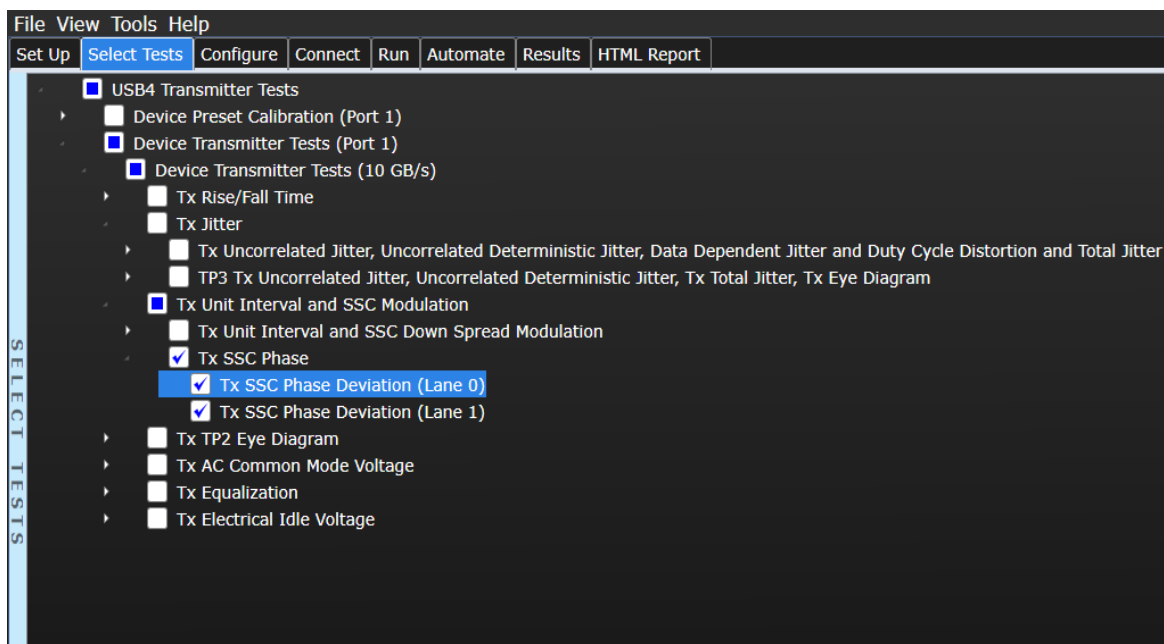 File View Tools Help
Set Up Select Tests Configure Connect Run Automate Results HTML Report
USB4 Transmitter Tests
Device Preset Calibration (Port 1)
Device Transmitter Tests (Port 1)
Device Transmitter Tests (10 GB/s)
Tx Rise/Fall Time
Tx Jitter
Tx Uncorrelated Jitter, Uncorrelated Deterministic Jitter, Data Dependent Jitter and Duty Cycle Distortion and Total Jitter
TP3 Tx Uncorrelated Jitter, Uncorrelated Deterministic Jitter, Tx Total Jitter, Tx Eye Diagram
Tx Unit Interval and SSC Modulation
Tx Unit Interval and SSC Down Spread Modulation
Tx SSC Phase
Tx SSC Phase Deviation (Lane 0)
Tx SSC Phase Deviation (Lane 1)
Tx TP2 Eye Diagram
Tx AC Common Mode Voltage
Tx Equalization
Tx Electrical Idle Voltage
SELECT TESTS